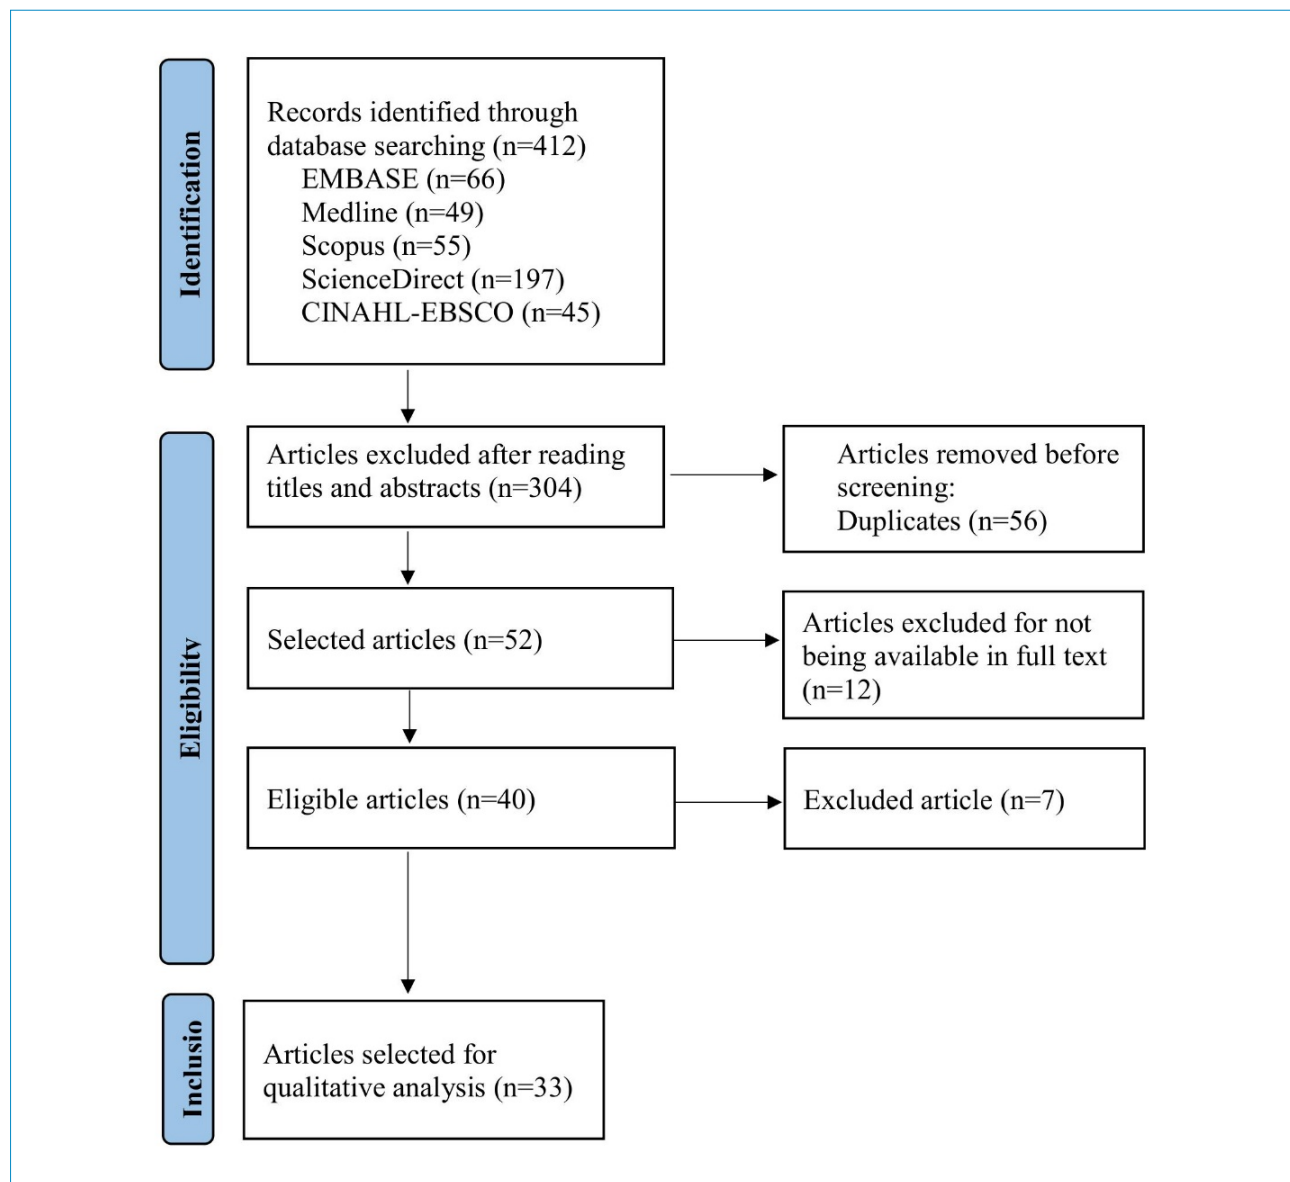 Identification
Records identified through
database searching (n=412)
EMBASE (n=66)
Medline (n=49)
Scopus (n=55)
ScienceDirect (n=197)
CINAHL-EBSCO (n=45)
Eligibility
Articles excluded after reading
titles and abstracts (n=304)
Articles removed before
screening:
Duplicates (n=56)
Selected articles (n=52)
Articles excluded for not
being available in full text
(n=12)
Eligible articles (n=40)
Excluded article (n=7)
Inclusio
Articles selected for
qualitative analysis (n=33)